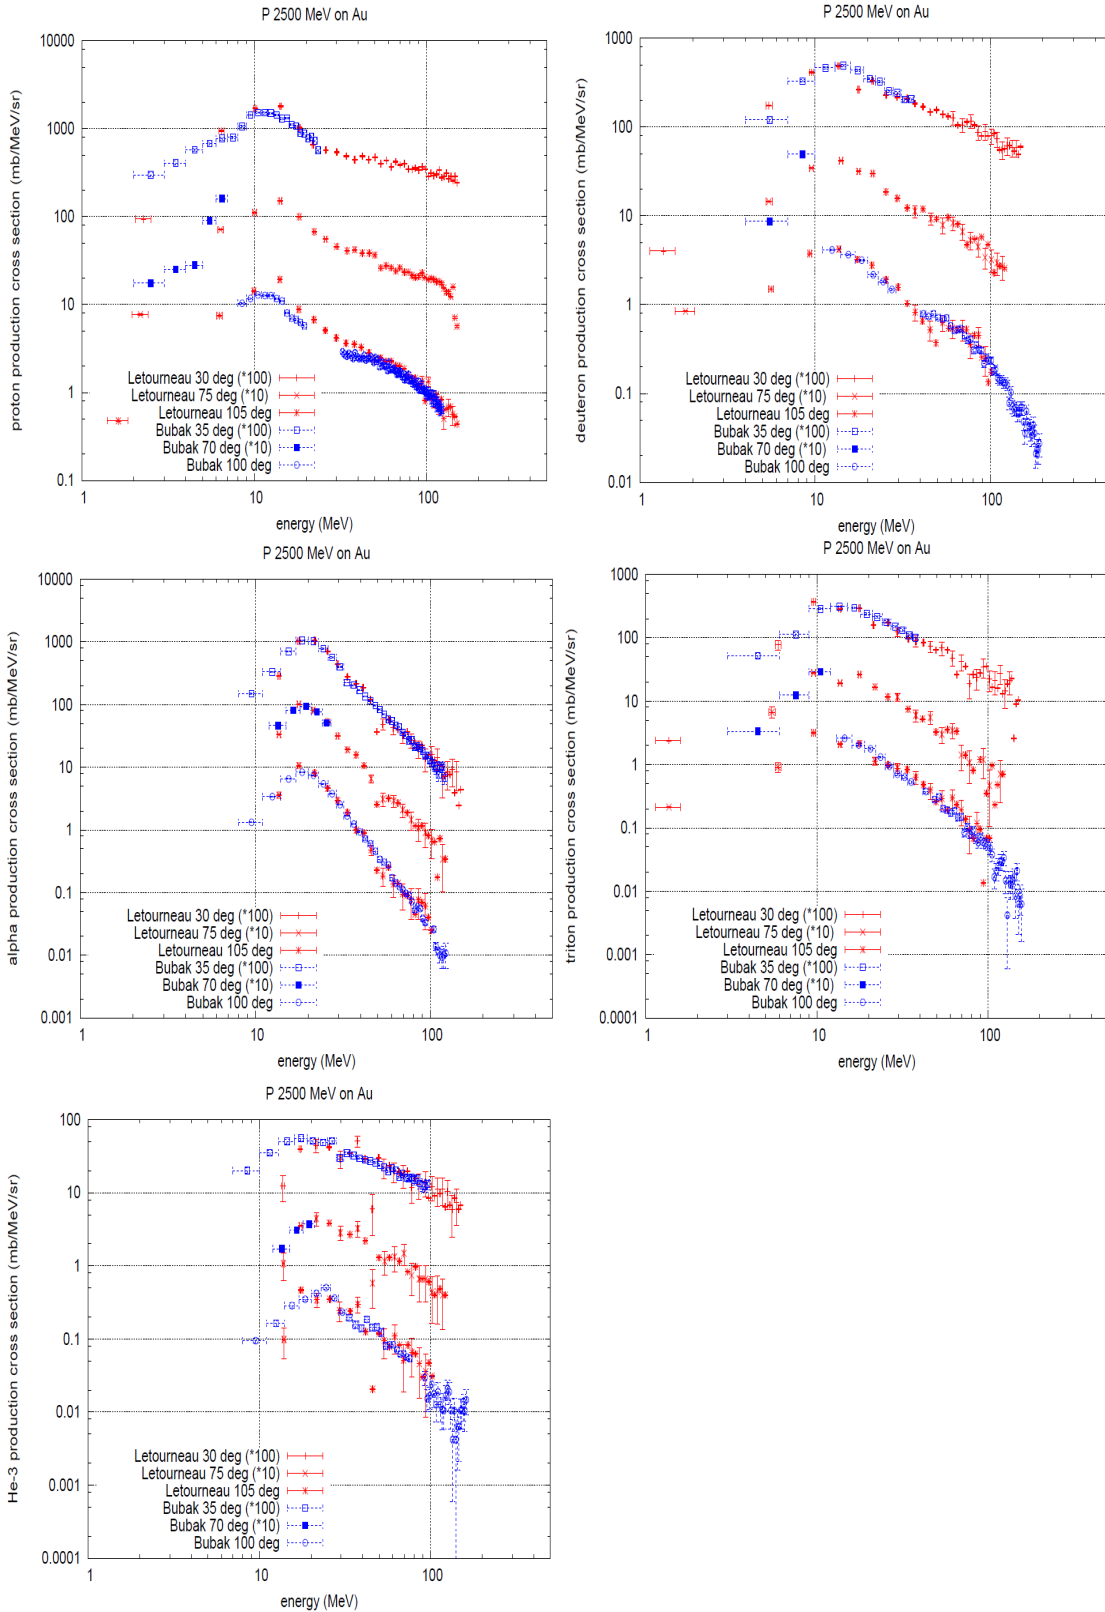 P 2500 MeV on Au
proton production cross section (mb/MeV/sr)
10000
1000
100
10
1
0.1
Letourneau 30 deg (*100)
Letourneau 75 deg (*10)
Letourneau 105 deg
Bubak 35 deg (*100)
Bubak 70 deg (*10)
Bubak 100 deg
1 10 100
energy (MeV)
P 2500 MeV on Au
deuteron production cross section (mb/MeV/sr)
1000
100
10
1
0.1
0.01
Letourneau 30 deg (*100)
Letourneau 75 deg (*10)
Letourneau 105 deg
Bubak 35 deg (*100)
Bubak 70 deg (*10)
Bubak 100 deg
1 10 100
energy (MeV)
P 2500 MeV on Au
alpha production cross section (mb/MeV/sr)
10000
1000
100
10
1
0.1
0.01
0.001
Letourneau 30 deg (*100)
Letourneau 75 deg (*10)
Letourneau 105 deg
Bubak 35 deg (*100)
Bubak 70 deg (*10)
Bubak 100 deg
1 10 100
energy (MeV)
P 2500 MeV on Au
triton production cross section (mb/MeV/sr)
1000
100
10
1
0.1
0.01
0.001
0.0001
Letourneau 30 deg (*100)
Letourneau 75 deg (*10)
Letourneau 105 deg
Bubak 35 deg (*100)
Bubak 70 deg (*10)
Bubak 100 deg
1 10 100
energy (MeV)
P 2500 MeV on Au
He-3 production cross section (mb/MeV/sr)
100
10
1
0.1
0.01
0.001
0.0001
Letourneau 30 deg (*100)
Letourneau 75 deg (*10)
Letourneau 105 deg
Bubak 35 deg (*100)
Bubak 70 deg (*10)
Bubak 100 deg
1 10 100
energy (MeV)